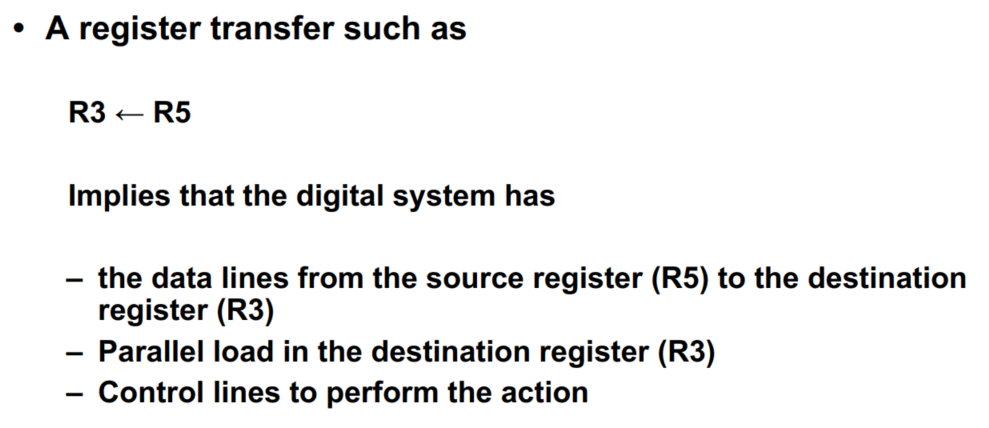 • A register transfer such as
R3 ← R5
Implies that the digital system has
– the data lines from the source register (R5) to the destination
register (R3)
– Parallel load in the destination register (R3)
– Control lines to perform the action